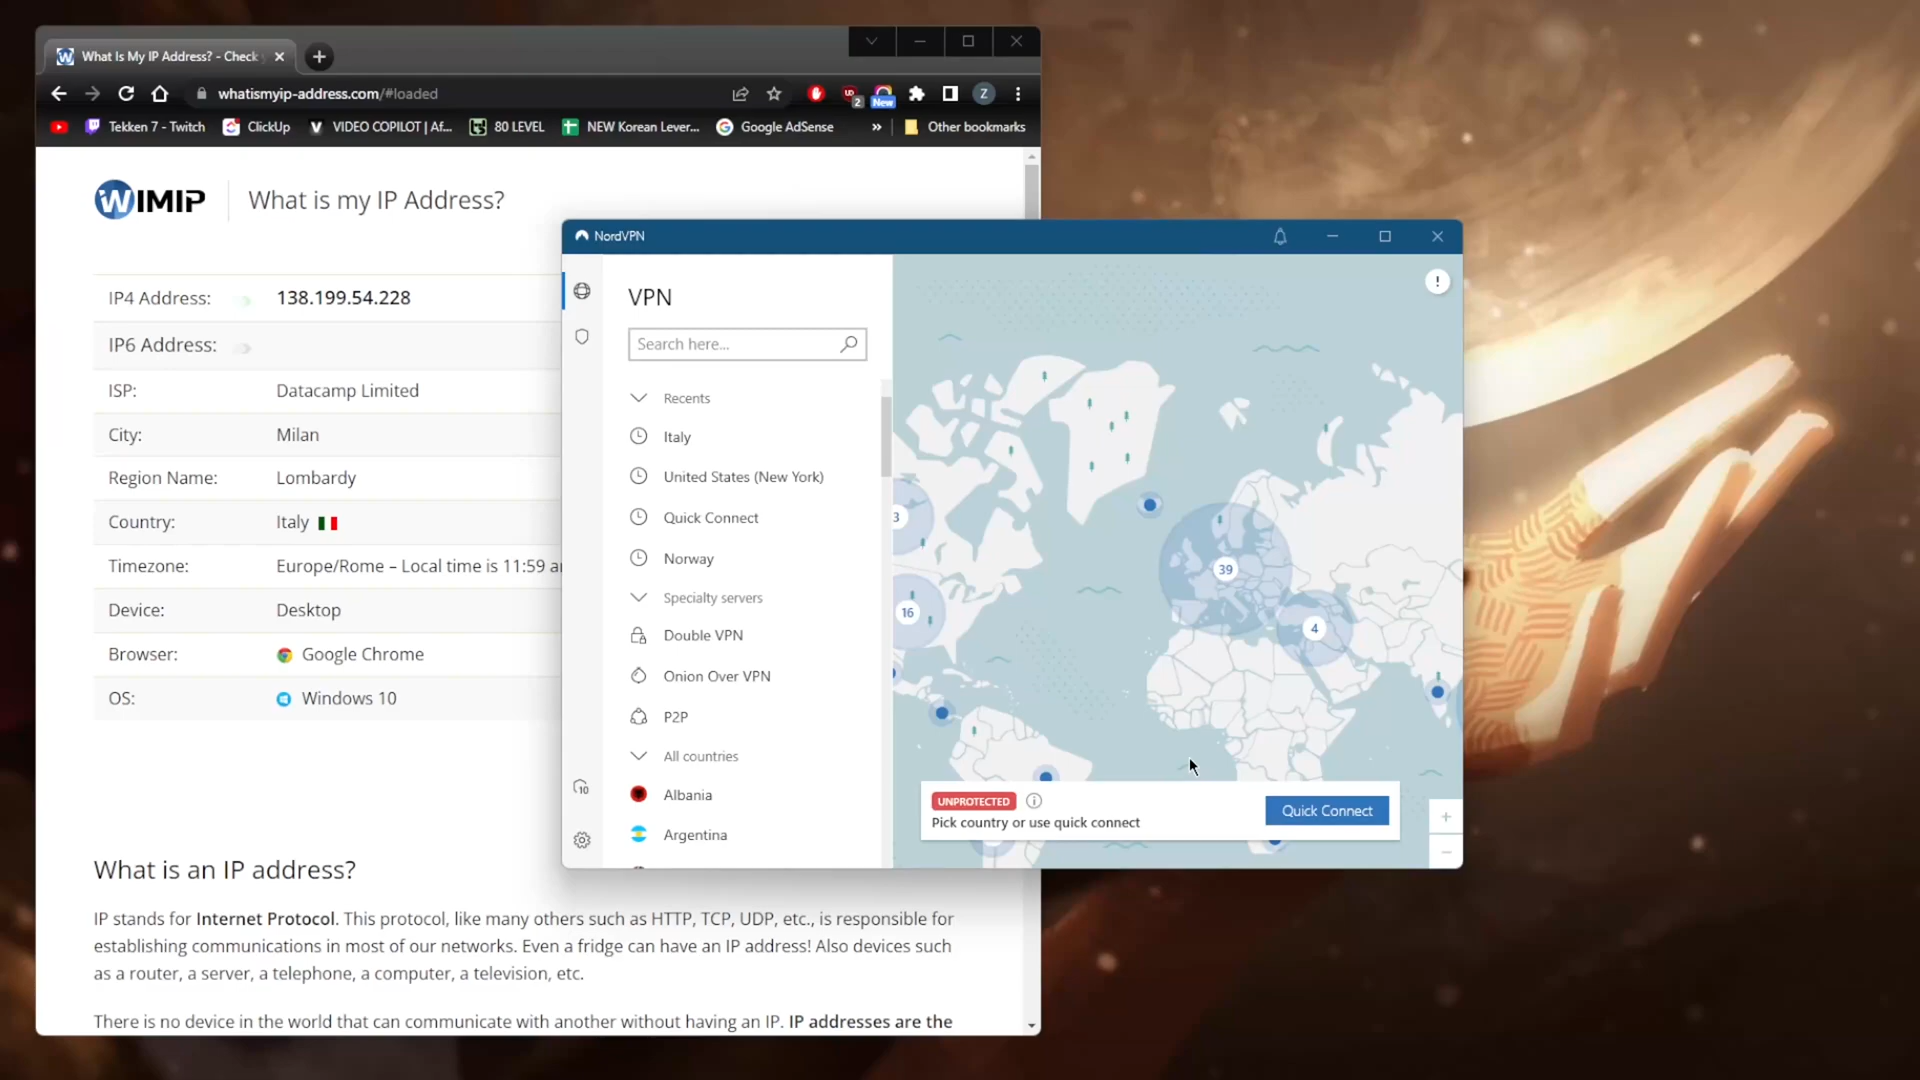 What Is My IP Address? - Check
whatismyip-address.com/#loaded
2
New
Z
Tekken 7 - Twitch
ClickUp
VIDEO COPILOT | Af...
80 LEVEL
NEW Korean Lever...
Google AdSense
»
Other bookmarks
WIMIP
What is my IP Address?
IP4 Address: 138.199.54.228
IP6 Address:
ISP: Datacamp Limited
City: Milan
Region Name: Lombardy
Country: Italy
Timezone: Europe/Rome – Local time is 11:59 a
Device: Desktop
Browser: Google Chrome
OS: Windows 10
What is an IP address?
IP stands for Internet Protocol. This protocol, like many others such as HTTP, TCP, UDP, etc., is responsible for
establishing communications in most of our networks. Even a fridge can have an IP address! Also devices such
as a router, a server, a telephone, a computer, a television, etc.
There is no device in the world that can communicate with another without having an IP. IP addresses are the
NordVPN
VPN
Search here...
Recents
Italy
United States (New York)
Quick Connect
Norway
Specialty servers
Double VPN
Onion Over VPN
P2P
All countries
Albania
Argentina
10
!
3
39
16
4
UNPROTECTED
Pick country or use quick connect
Quick Connect
+
−